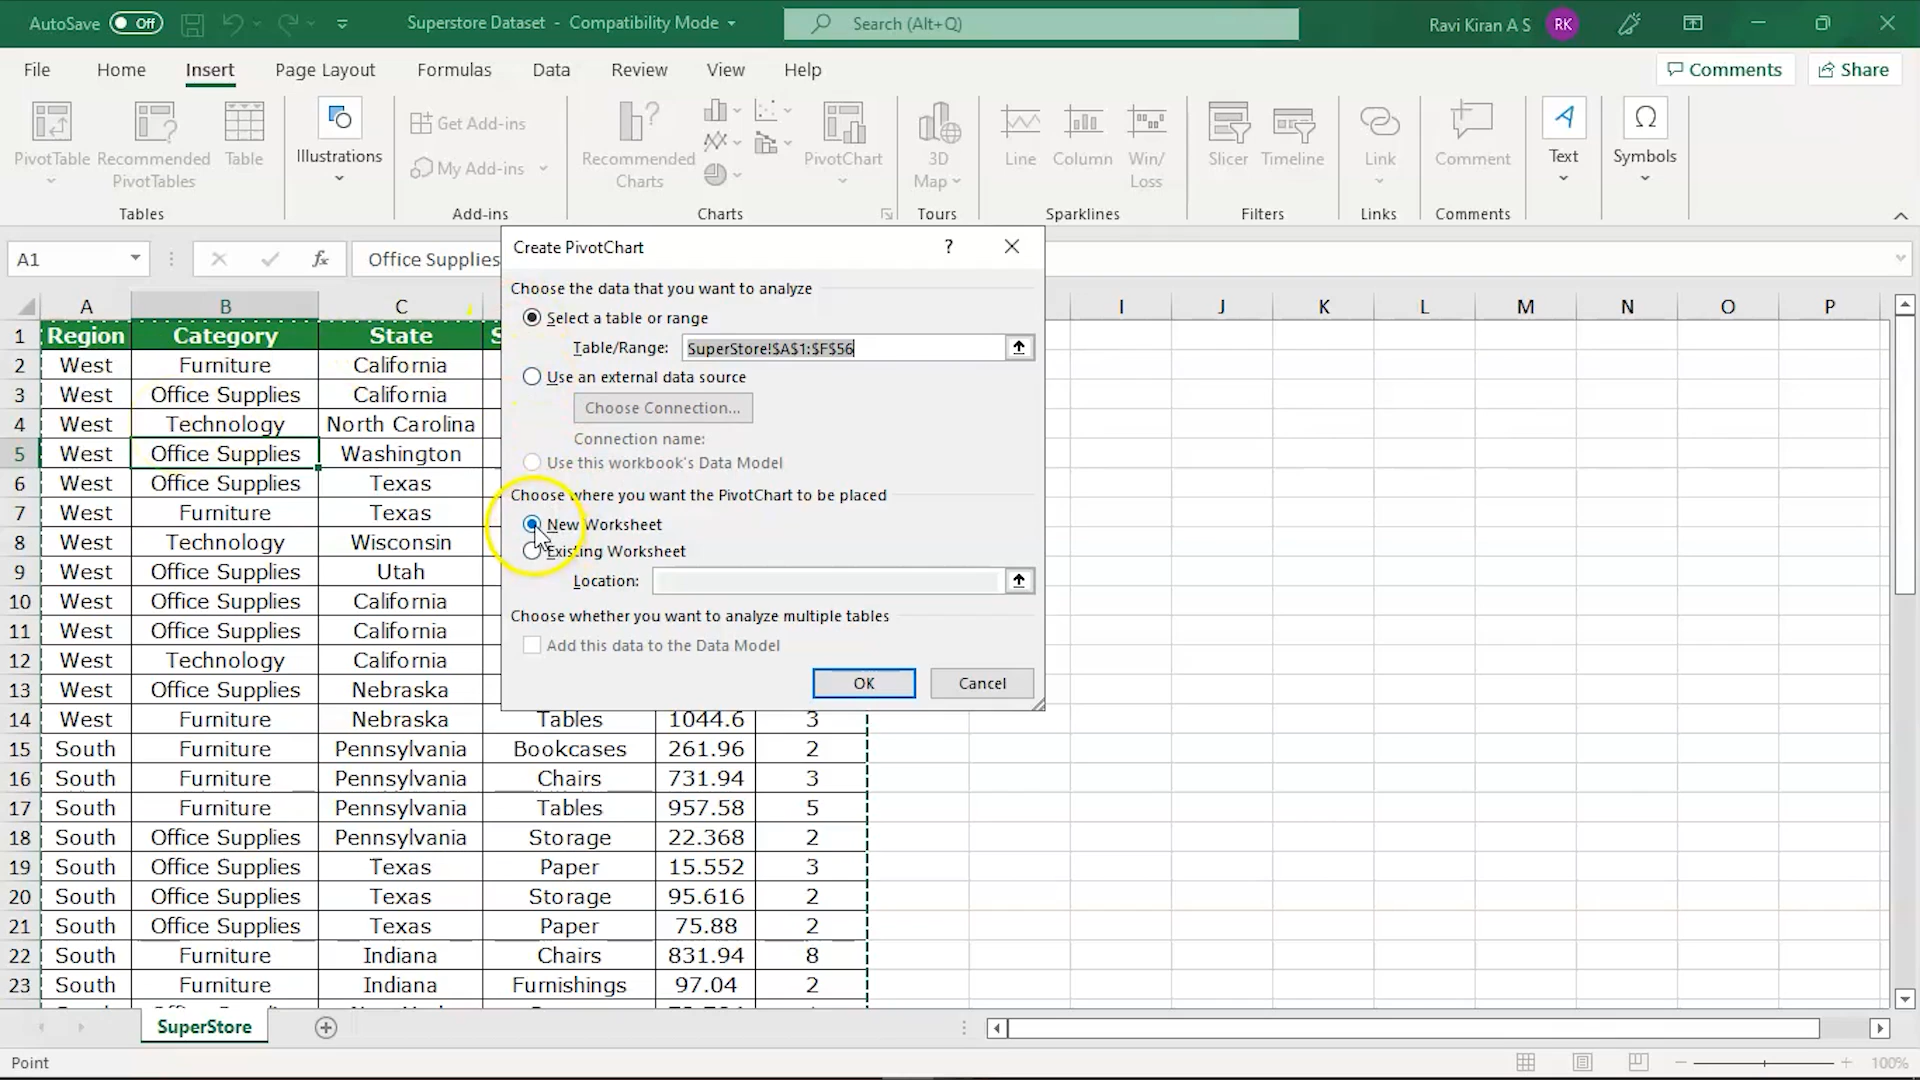 AutoSave Off Superstore Dataset - Compatibility Mode Search (Alt+Q) Ravi Kiran A S RK
File Home Insert Page Layout Formulas Data Review View Help Comments Share
PivotTable Recommended PivotTables Table
Tables
Illustrations
Get Add-ins
My Add-ins
Add-ins
Recommended Charts
PivotChart
Charts
3D Map
Tours
Line Column Win/Loss
Sparklines
Slicer Timeline
Filters
Link
Links
Comment
Comments
Text
Symbols
A1 fx Office Supplies
Create PivotChart ?
Choose the data that you want to analyze
Select a table or range
Table/Range: SuperStore!$A$1:$F$56
Use an external data source
Choose Connection...
Connection name:
Use this workbook's Data Model
Choose where you want the PivotChart to be placed
New Worksheet
Existing Worksheet
Location:
Choose whether you want to analyze multiple tables
Add this data to the Data Model
OK Cancel
A B C I J K L M N O P
1 Region Category State S
2 West Furniture California
3 West Office Supplies California
4 West Technology North Carolina
5 West Office Supplies Washington
6 West Office Supplies Texas
7 West Furniture Texas
8 West Technology Wisconsin
9 West Office Supplies Utah
10 West Office Supplies California
11 West Office Supplies California
12 West Technology California
13 West Office Supplies Nebraska
14 West Furniture Nebraska Tables 1044.6 3
15 South Furniture Pennsylvania Bookcases 261.96 2
16 South Furniture Pennsylvania Chairs 731.94 3
17 South Furniture Pennsylvania Tables 957.58 5
18 South Office Supplies Pennsylvania Storage 22.368 2
19 South Office Supplies Texas Paper 15.552 3
20 South Office Supplies Texas Storage 95.616 2
21 South Office Supplies Texas Paper 75.88 2
22 South Furniture Indiana Chairs 831.94 8
23 South Furniture Indiana Furnishings 97.04 2
SuperStore
Point 100%